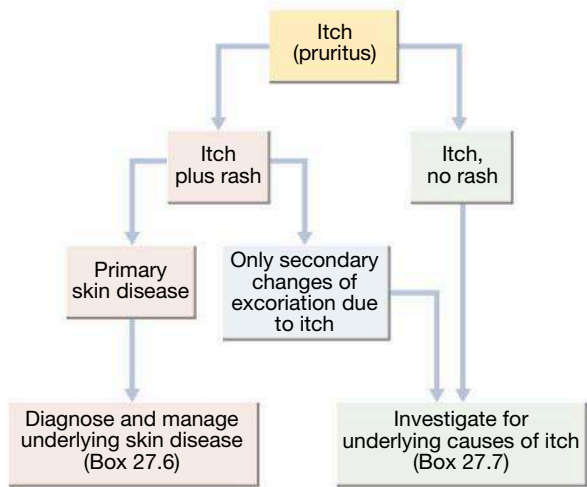 Itch
(pruritus)
Itch
plus rash
Itch,
no rash
Primary
skin disease
Only secondary
changes of
excoriation due
to itch
Diagnose and manage
underlying skin disease
(Box 27.6)
Investigate for
underlying causes of itch
(Box 27.7)